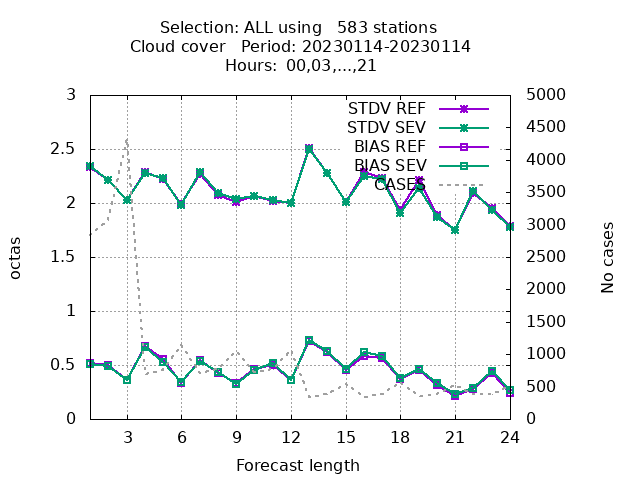 Selection: ALL using   583 stations
Cloud cover   Period: 20230114-20230114
Hours:  00,03,...,21
3
2.5
2
1.5
1
0.5
0
5000
4500
4000
3500
3000
2500
2000
1500
1000
500
0
STDV REF
STDV SEV
BIAS REF
BIAS SEV
CASES
octas
No cases
3 6 9 12 15 18 21 24
Forecast length